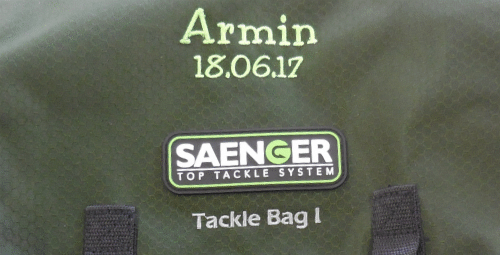 Armin
18.06.17
SAENGER
TOP TACKLE SYSTEM
Tackle Bag I